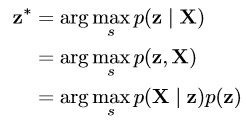 z* = arg max_s p(z | X)
= arg max_s p(z, X)
= arg max_s p(X | z)p(z)